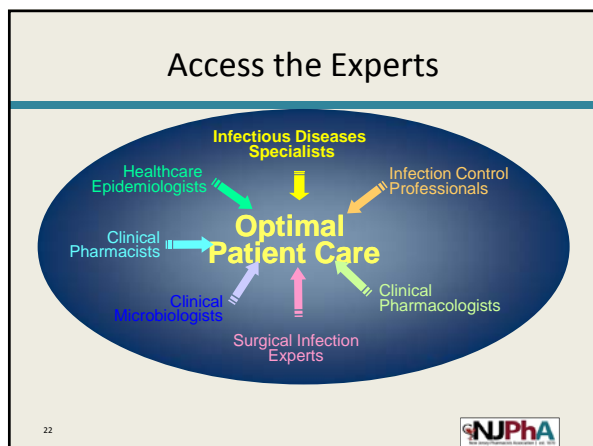 Access the Experts
Infectious Diseases
Specialists
Healthcare
Epidemiologists
Infection Control
Professionals
Optimal
Patient Care
Clinical
Pharmacists
Clinical
Pharmacologists
Clinical
Microbiologists
Surgical Infection
Experts
22
NJPhA